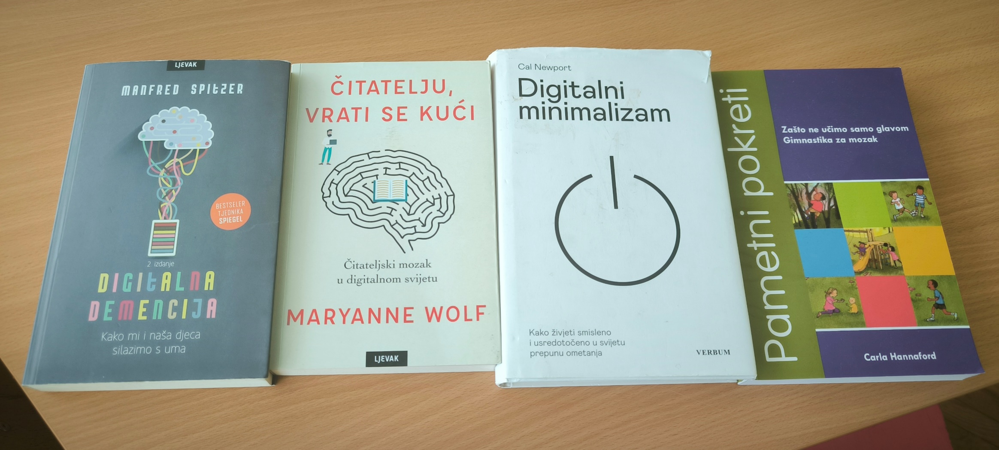 LJEVAK
MANFRED SPITZER
BESTSELER
TJEDNIKA
SPIEGEL
2. izdanje
DIGITALNA
DEMENCIJA
Kako mi i naša djeca
silazimo s uma
ČITATELJU,
VRATI SE KUĆI
Čitateljski mozak
u digitalnom svijetu
MARYANNE WOLF
LJEVAK
Cal Newport
Digitalni
minimalizam
Kako živjeti smisleno
i usredotočeno u svijetu
prepunu ometanja
VERBUM
Pametni pokreti
Zašto ne učimo samo glavom
Gimnastika za mozak
Carla Hannaford